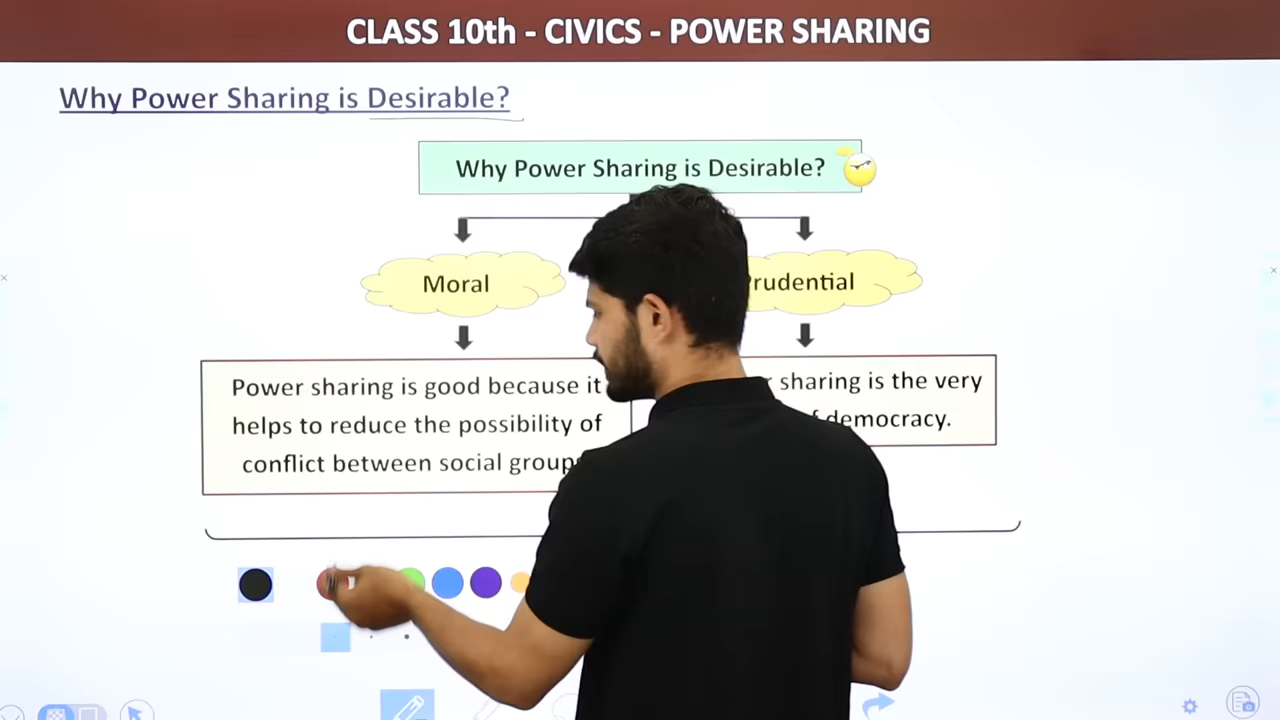 CLASS 10th - CIVICS - POWER SHARING
Why Power Sharing is Desirable?
Why Power Sharing is Desirable?
Moral
rudential
Power sharing is good because it
helps to reduce the possibility of
conflict between social group
sharing is the very
democracy.